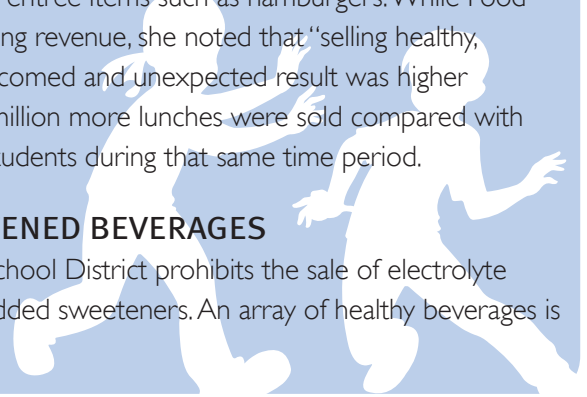 entrée items such as hamburgers. While Food
ing revenue, she noted that “selling healthy,
comed and unexpected result was higher
million more lunches were sold compared with
tudents during that same time period.
ENED BEVERAGES
chool District prohibits the sale of electrolyte
dded sweeteners. An array of healthy beverages is